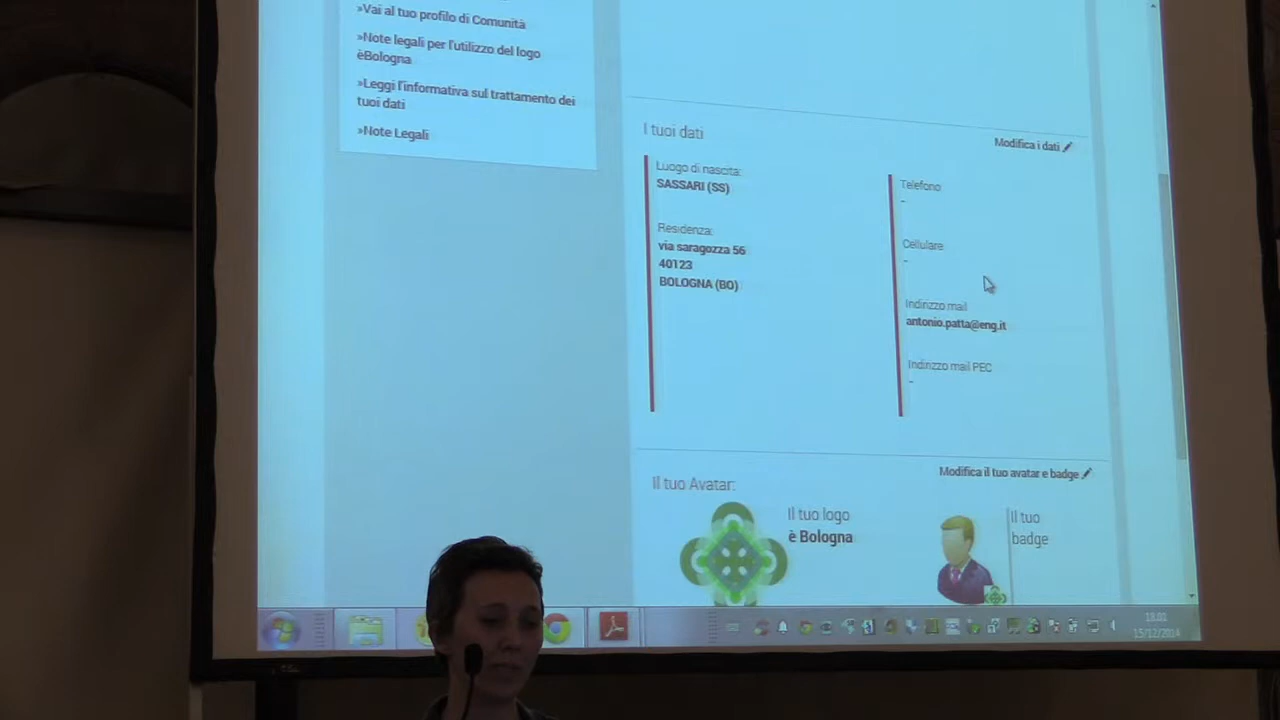 »Vai al tuo profilo di Comunità
»Note legali per l'utilizzo del logo
èBologna
»Leggi l'informativa sul trattamento dei
tuoi dati
»Note Legali
I tuoi dati
Modifica i dati
Luogo di nascita:
SASSARI (SS)
Residenza:
via saragozza 56
40123
BOLOGNA (BO)
Telefono
-
Cellulare
-
Indirizzo mail
antonio.patta@eng.it
Indirizzo mail PEC
-
Il tuo Avatar:
Modifica il tuo avatar e badge
Il tuo logo
è Bologna
Il tuo
badge
15/12/2014